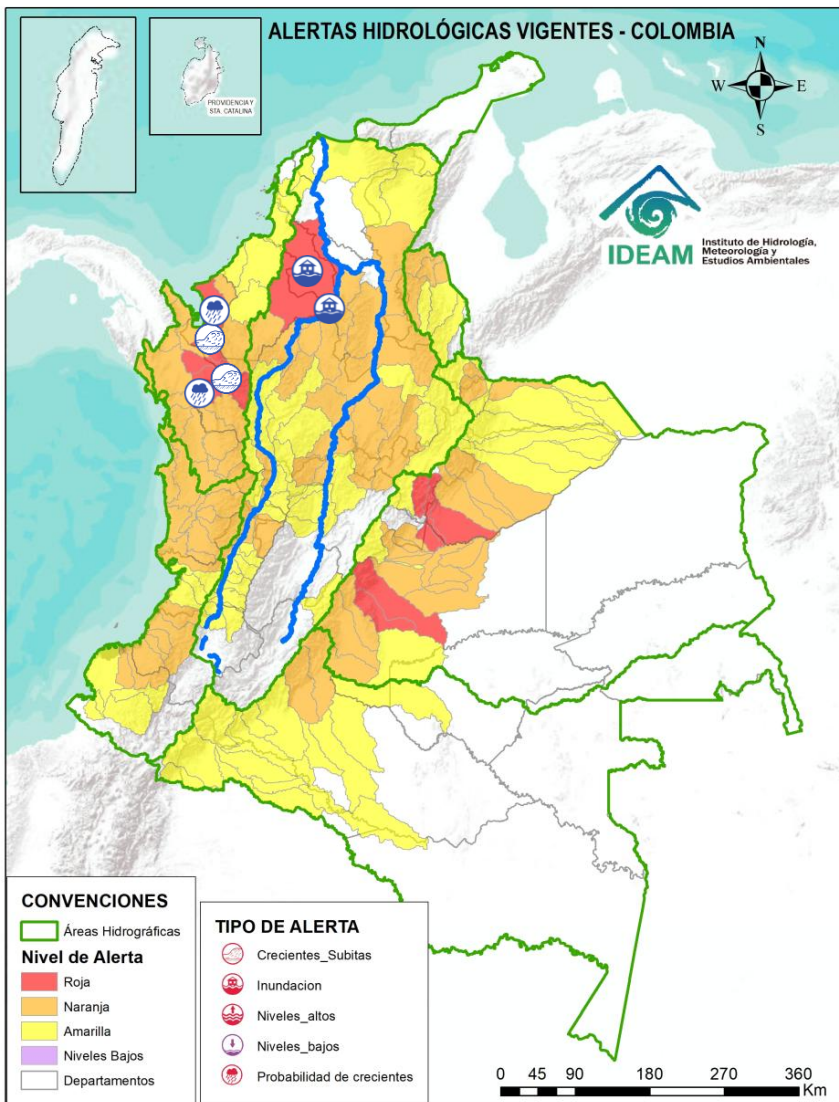 ALERTAS HIDROLÓGICAS VIGENTES - COLOMBIA
PROVIDENCIA Y
STA. CATALINA
N
W
E
S
IDEAM
Instituto de Hidrología,
Meteorología y
Estudios Ambientales
CONVENCIONES
Áreas Hidrográficas
Nivel de Alerta
Roja
Naranja
Amarilla
Niveles Bajos
Departamentos
TIPO DE ALERTA
Crecientes_Subitas
Inundacion
Niveles_altos
Niveles_bajos
Probabilidad de crecientes
0 45 90 180 270 360
Km